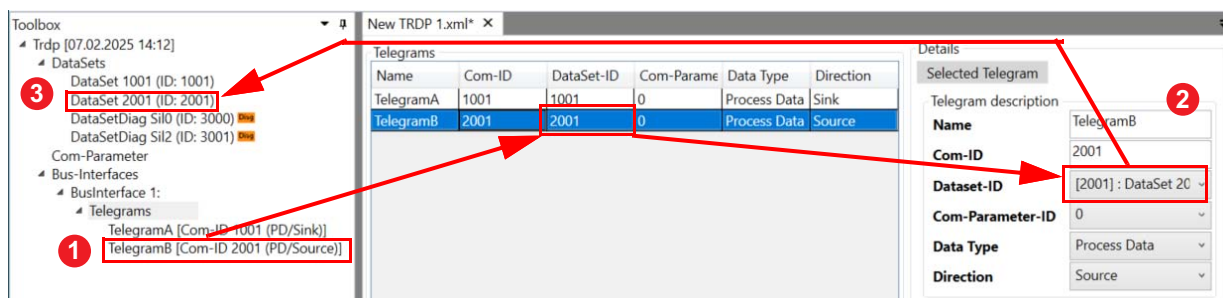 Toolbox
Trdp [07.02.2025 14:12]
DataSets
DataSet 1001 (ID: 1001)
3
DataSet 2001 (ID: 2001)
DataSetDiag Sil0 (ID: 3000) Diag
DataSetDiag Sil2 (ID: 3001) Diag
Com-Parameter
Bus-Interfaces
BusInterface 1:
Telegrams
TelegramA [Com-ID 1001 (PD/Sink)]
1
TelegramB [Com-ID 2001 (PD/Source)]
New TRDP 1.xml* ×
Telegrams
Name Com-ID DataSet-ID Com-Parame Data Type Direction
TelegramA 1001 1001 0 Process Data Sink
TelegramB 2001 2001 0 Process Data Source
Details
Selected Telegram
2
Telegram description
Name TelegramB
Com-ID 2001
Dataset-ID [2001] : DataSet 20
Com-Parameter-ID 0
Data Type Process Data
Direction Source